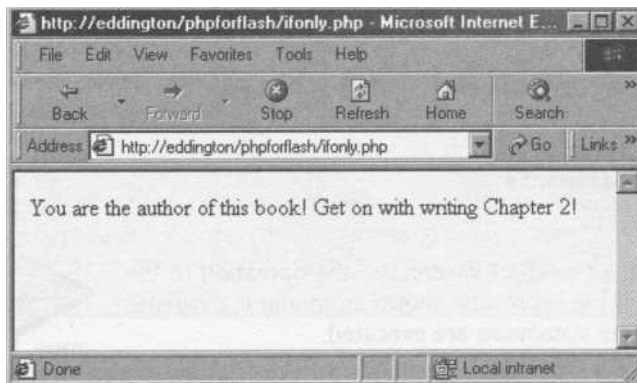 http://eddington/phpforflash/ifonly.php - Microsoft Internet E...
File Edit View Favorites Tools Help
Back Forward Stop Refresh Home Search »
Address http://eddington/phpforflash/ifonly.php Go Links »
You are the author of this book! Get on with writing Chapter 2!
Done Local intranet